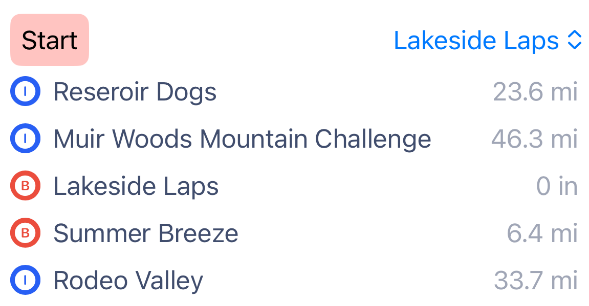 Start Lakeside Laps
I Reseroir Dogs 23.6 mi
I Muir Woods Mountain Challenge 46.3 mi
B Lakeside Laps 0 in
B Summer Breeze 6.4 mi
I Rodeo Valley 33.7 mi